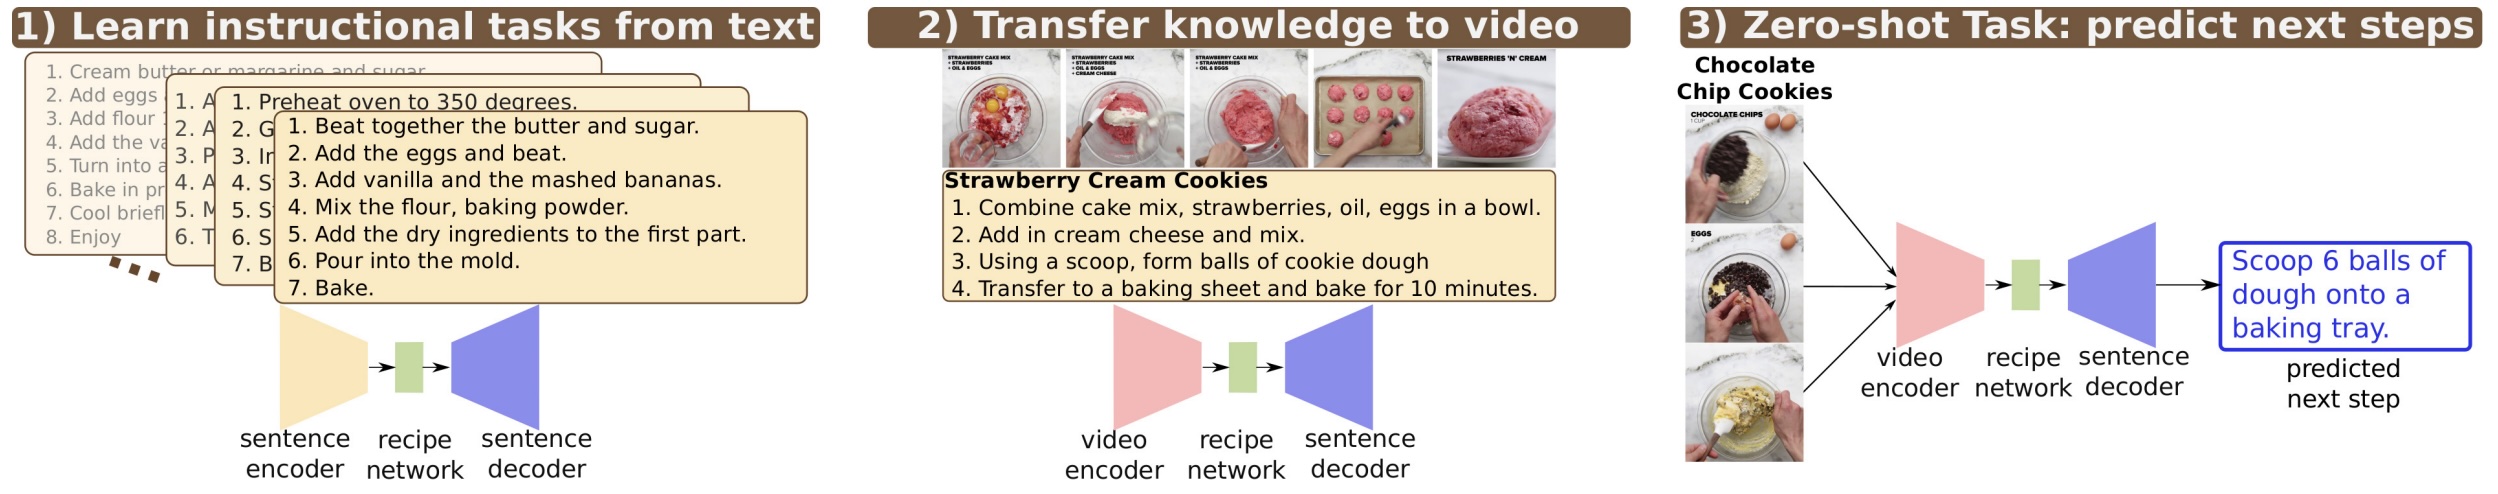 1) Learn instructional tasks from text
1. Cream butter or margarine and sugar
2. Add eggs
3. Add flour
4. Add the va
5. Turn into a
6. Bake in pr
7. Cool briefl
8. Enjoy
1. A
2. A
3. P
4. A
5. M
6. T
1. Preheat oven to 350 degrees.
2. G
3. Ir
4. S
5. S
6. S
7. B
1. Beat together the butter and sugar.
2. Add the eggs and beat.
3. Add vanilla and the mashed bananas.
4. Mix the flour, baking powder.
5. Add the dry ingredients to the first part.
6. Pour into the mold.
7. Bake.
sentence encoder
recipe network
sentence decoder
2) Transfer knowledge to video
STRAWBERRY CAKE MIX
+ STRAWBERRIES
+ OIL & EGGS
STRAWBERRY CAKE MIX
+ STRAWBERRIES
+ OIL & EGGS
+ CREAM CHEESE
STRAWBERRY CAKE MIX
+ STRAWBERRIES
+ OIL & EGGS
STRAWBERRIES 'N' CREAM
Strawberry Cream Cookies
1. Combine cake mix, strawberries, oil, eggs in a bowl.
2. Add in cream cheese and mix.
3. Using a scoop, form balls of cookie dough
4. Transfer to a baking sheet and bake for 10 minutes.
video encoder
recipe network
sentence decoder
3) Zero-shot Task: predict next steps
Chocolate
Chip Cookies
CHOCOLATE CHIPS
1 CUP
EGGS
2
video encoder
recipe network
sentence decoder
Scoop 6 balls of
dough onto a
baking tray.
predicted
next step